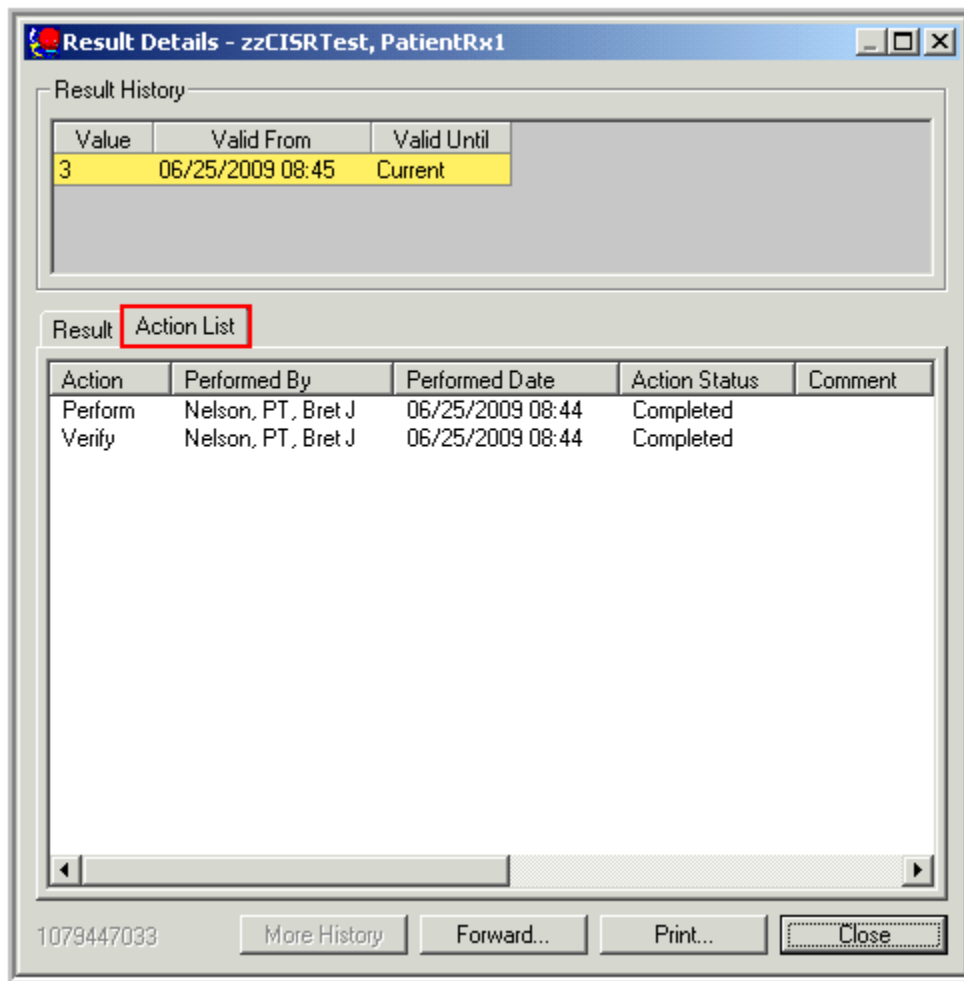 Result Details - zzCISRTest, PatientRx1
Result History
Value Valid From Valid Until
3 06/25/2009 08:45 Current
Result Action List
Action Performed By Performed Date Action Status Comment
Perform Nelson, PT, Bret J 06/25/2009 08:44 Completed
Verify Nelson, PT, Bret J 06/25/2009 08:44 Completed
1079447033 More History Forward... Print... Close